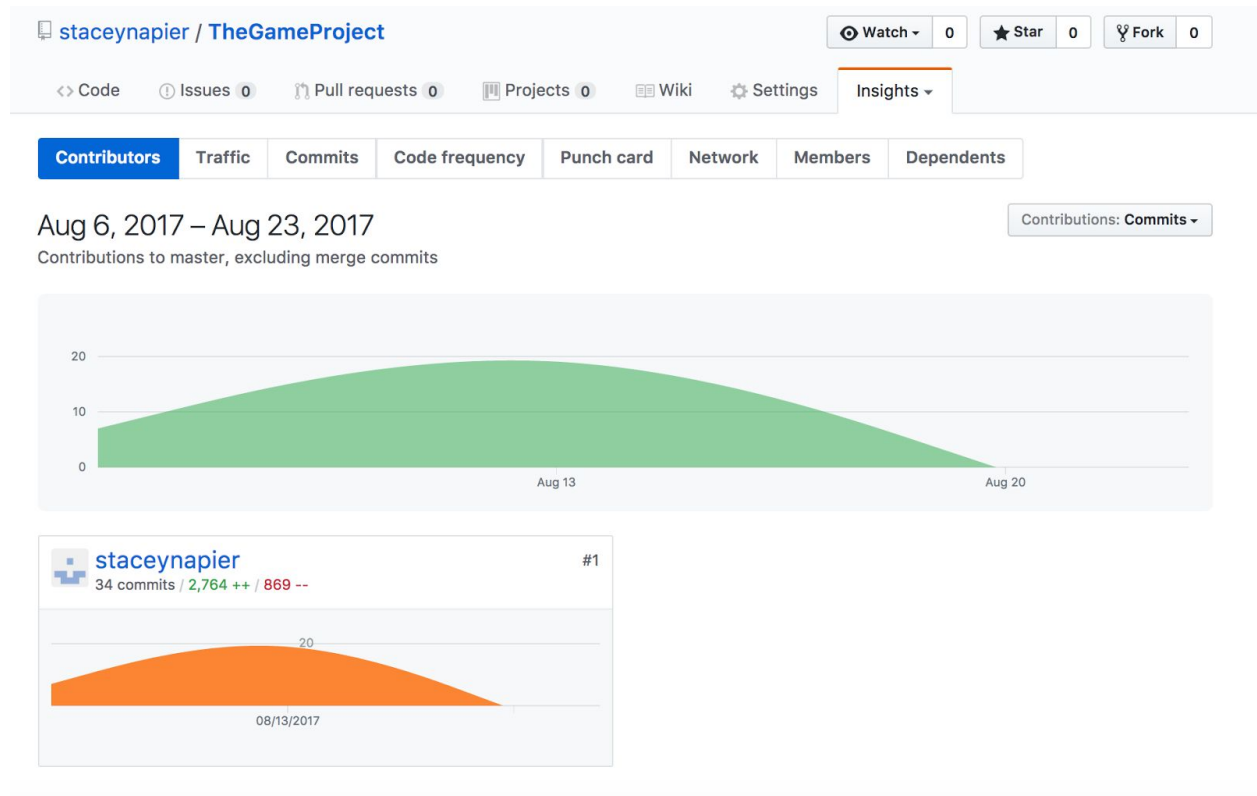 staceynapier / TheGameProject
Watch 0 Star 0 Fork 0
<> Code Issues 0 Pull requests 0 Projects 0 Wiki Settings Insights
Contributors Traffic Commits Code frequency Punch card Network Members Dependents
Aug 6, 2017 – Aug 23, 2017
Contributions: Commits
Contributions to master, excluding merge commits
20
10
0
Aug 13 Aug 20
staceynapier #1
34 commits / 2,764 ++ / 869 --
20
08/13/2017